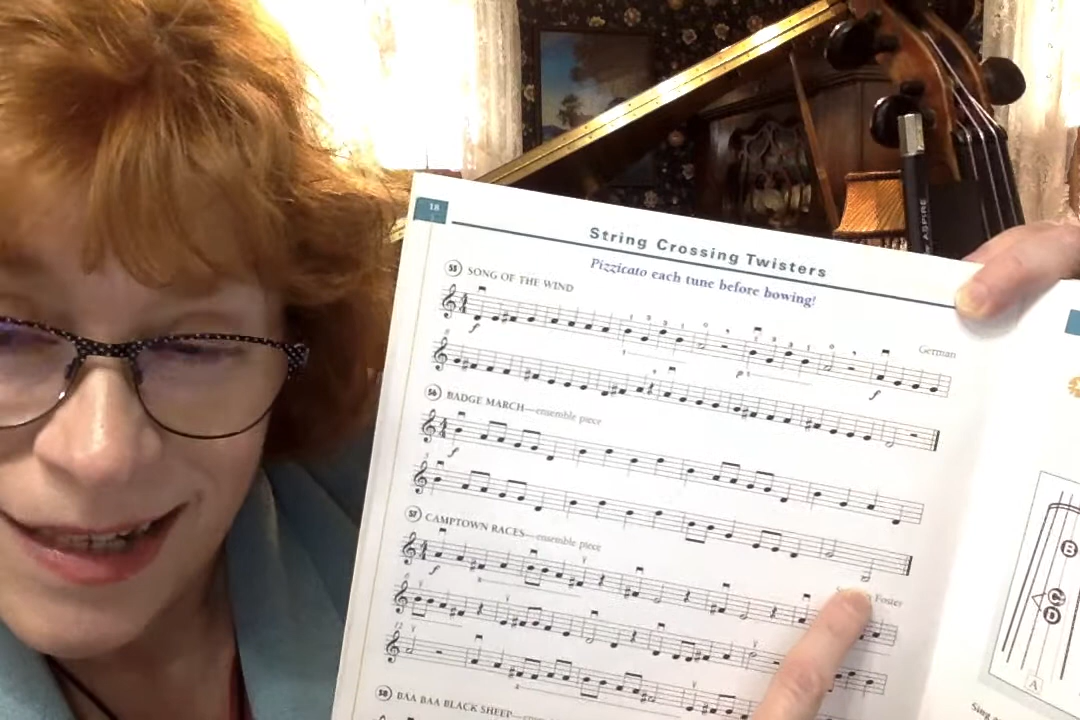 18
String Crossing Twisters
Pizzicato each tune before bowing!
55 SONG OF THE WIND
German
56 BADGE MARCH—ensemble piece
57 CAMPTOWN RACES—ensemble piece
Foster
58 BAA BAA BLACK SHEEP—
ASPIRE
B
C
D
A